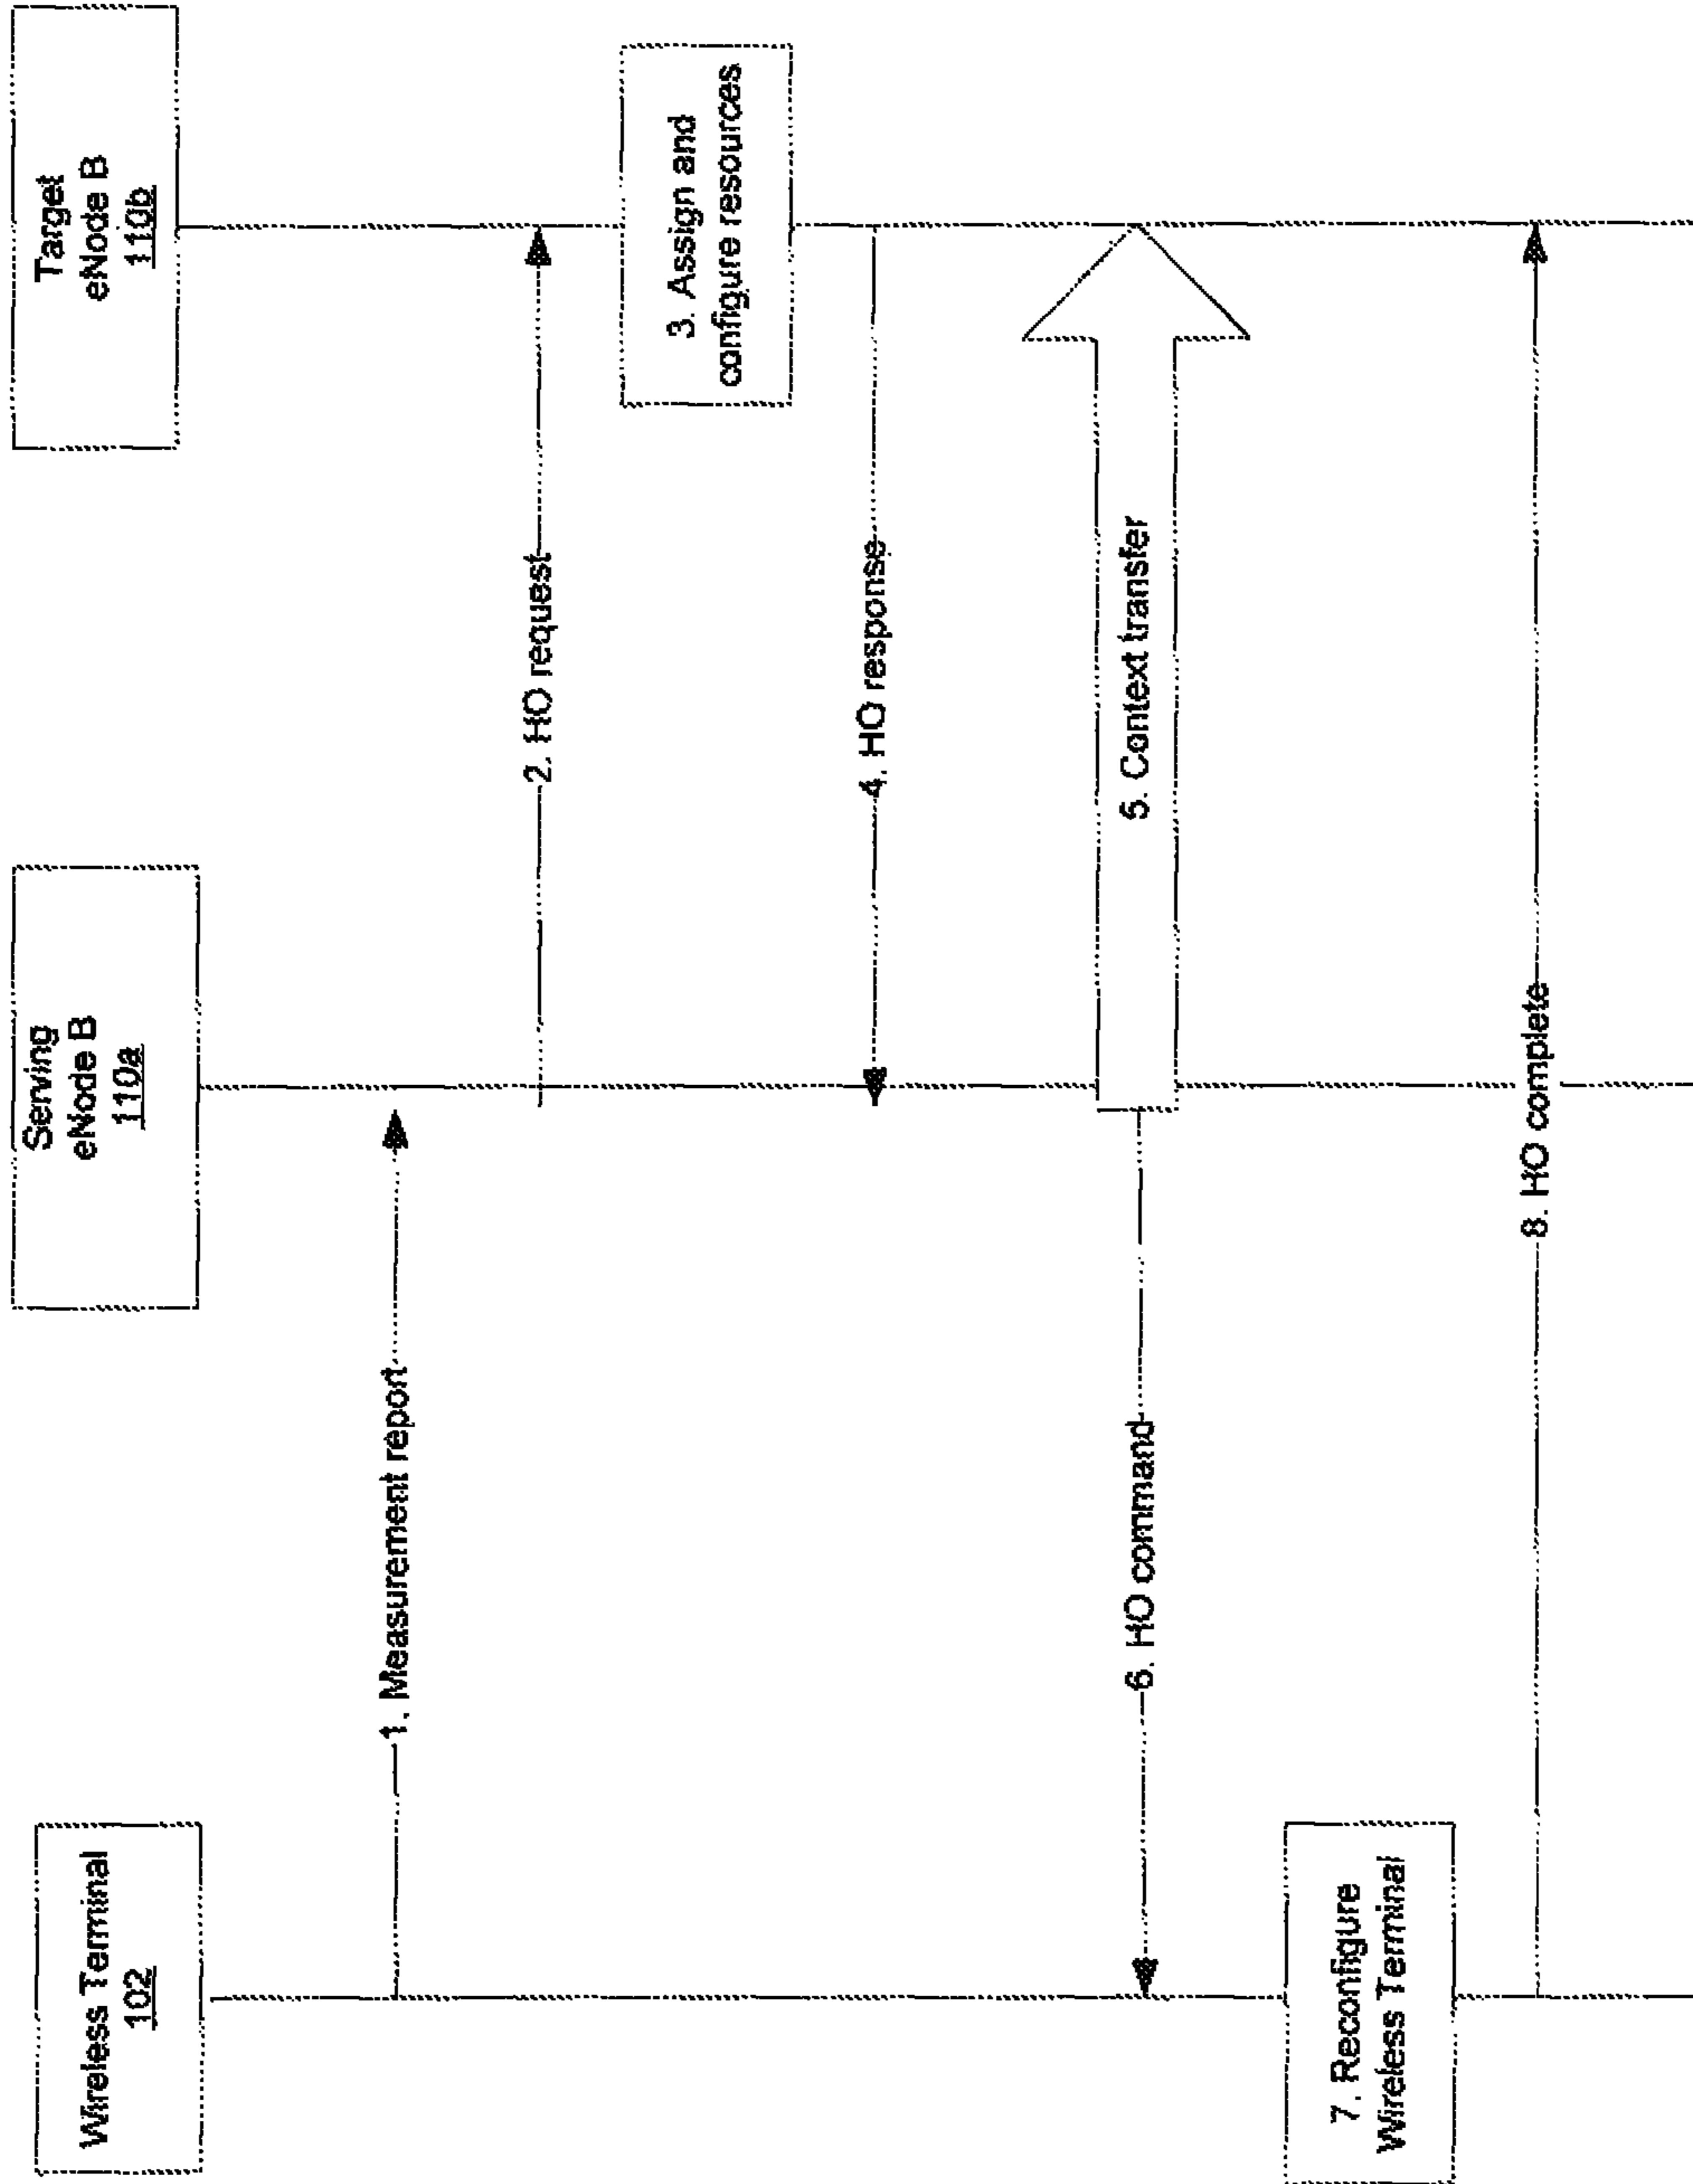 Wireless Terminal
102
Serving
eNode B
110a
Target
eNode B
110b
1. Measurement report
2. HO request
3. Assign and
configure resources
4. HO response
5. Context transfer
6. HO command
7. Reconfigure
Wireless Terminal
8. HO complete